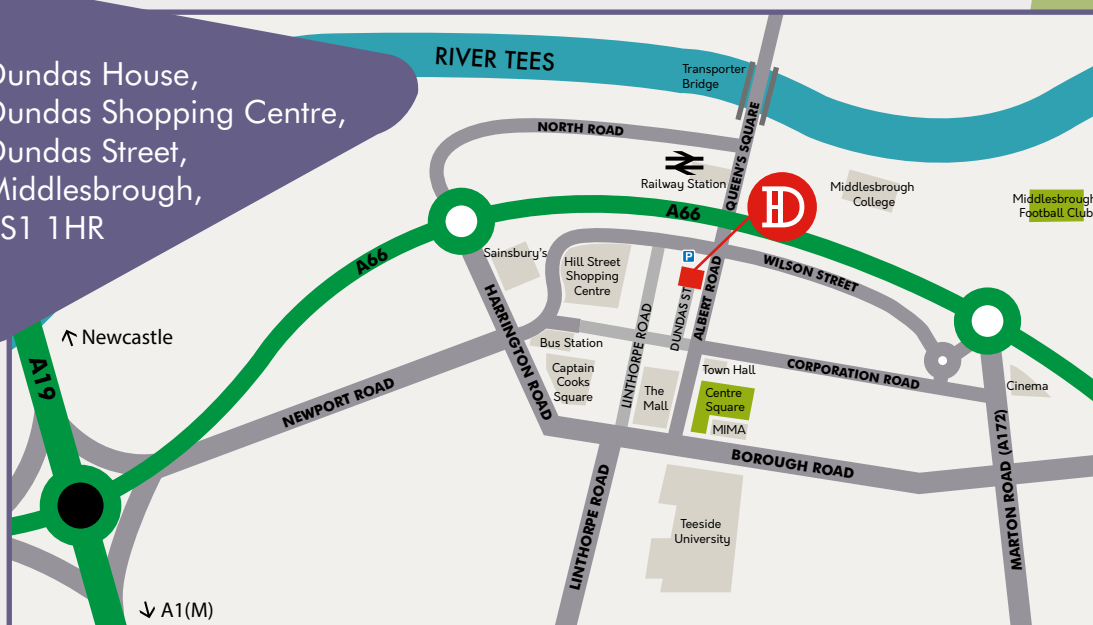 Dundas House,
Dundas Shopping Centre,
Dundas Street,
Middlesbrough,
S1 1HR
RIVER TEES
Transporter
Bridge
NORTH ROAD
QUEEN'S SQUARE
Railway Station
HD
Middlesbrough
College
Middlesbrough
Football Club
A66
A66
Sainsbury's
P
WILSON STREET
Hill Street
Shopping
Centre
Newcastle
A19
HARRINGTON ROAD
LINTHORPE ROAD
DUNDAS ST
ALBERT ROAD
Bus Station
Captain
Cooks
Square
The
Mall
Town Hall
Centre
Square
MIMA
CORPORATION ROAD
Cinema
NEWPORT ROAD
BOROUGH ROAD
MARTON ROAD (A172)
LINTHORPE ROAD
Teeside
University
A1(M)